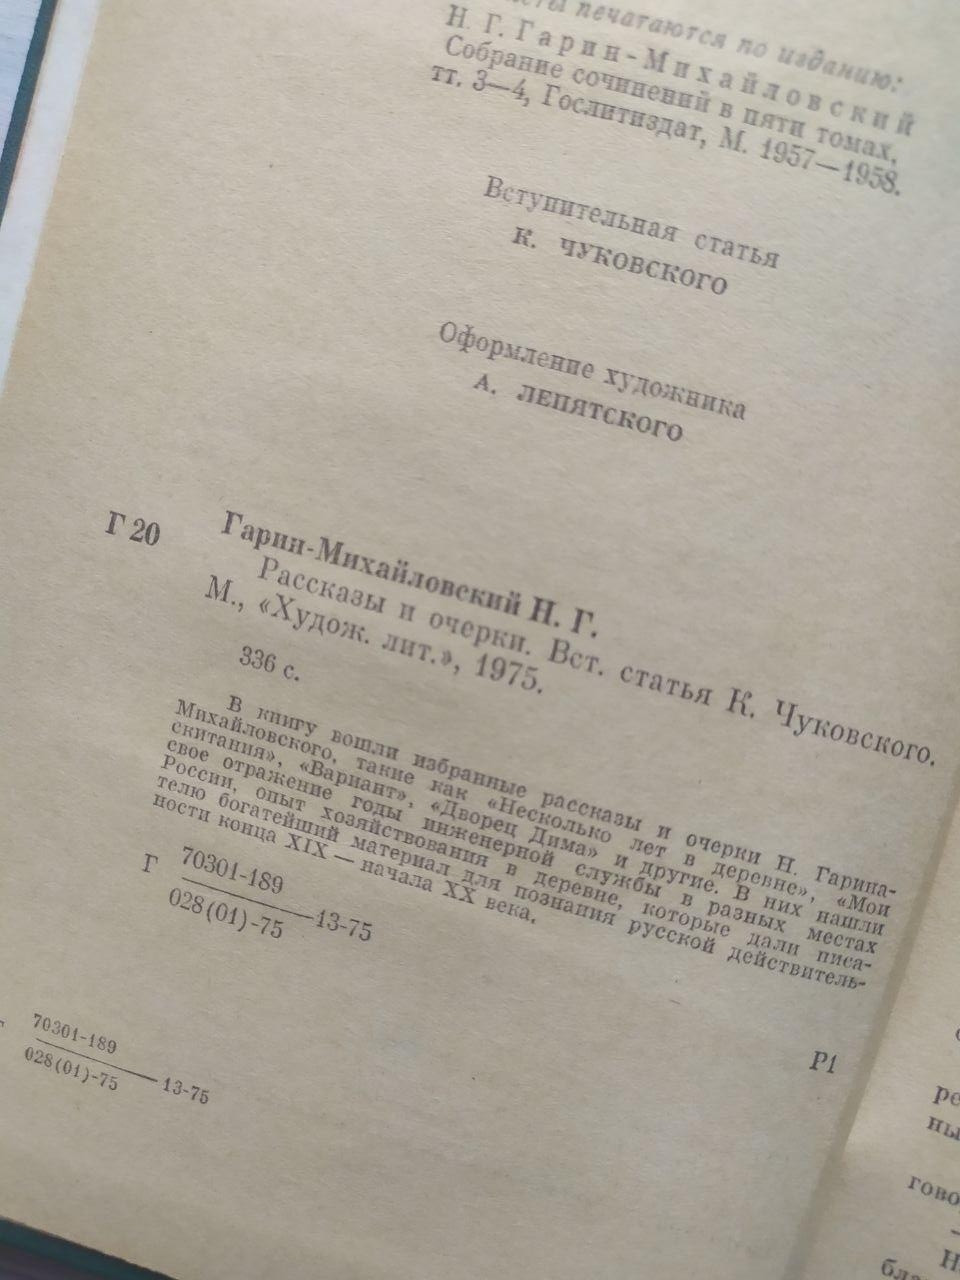 печатаются по изданию:
Н. Г. Гарин-Михайловский
Собрание сочинений в пяти томах,
тт. 3—4, Гослитиздат, М. 1957—1958.
Вступительная статья
К. ЧУКОВСКОГО
Оформление художника
А. ЛЕПЯТСКОГО
Гарин-Михайловский Н. Г.
Г 20
Рассказы и очерки. Вст. статья К. Чуковского.
М., «Худож. лит.», 1975.
336 с.
В книгу вошли избранные рассказы и очерки Н. Гарина-
Михайловского, такие как «Несколько лет в деревне», «Мои
скитания», «Вариант», «Дворец Дима» и другие. В них нашли
свое отражение годы инженерной службы в разных местах
России, опыт хозяйствования в деревне, которые дали писа-
телю богатейший материал для познания русской действитель-
ности конца XIX — начала XX века.
Г 70301-189
028(01)-75 13-75
Р1
70301-189
028(01)-75 13-75